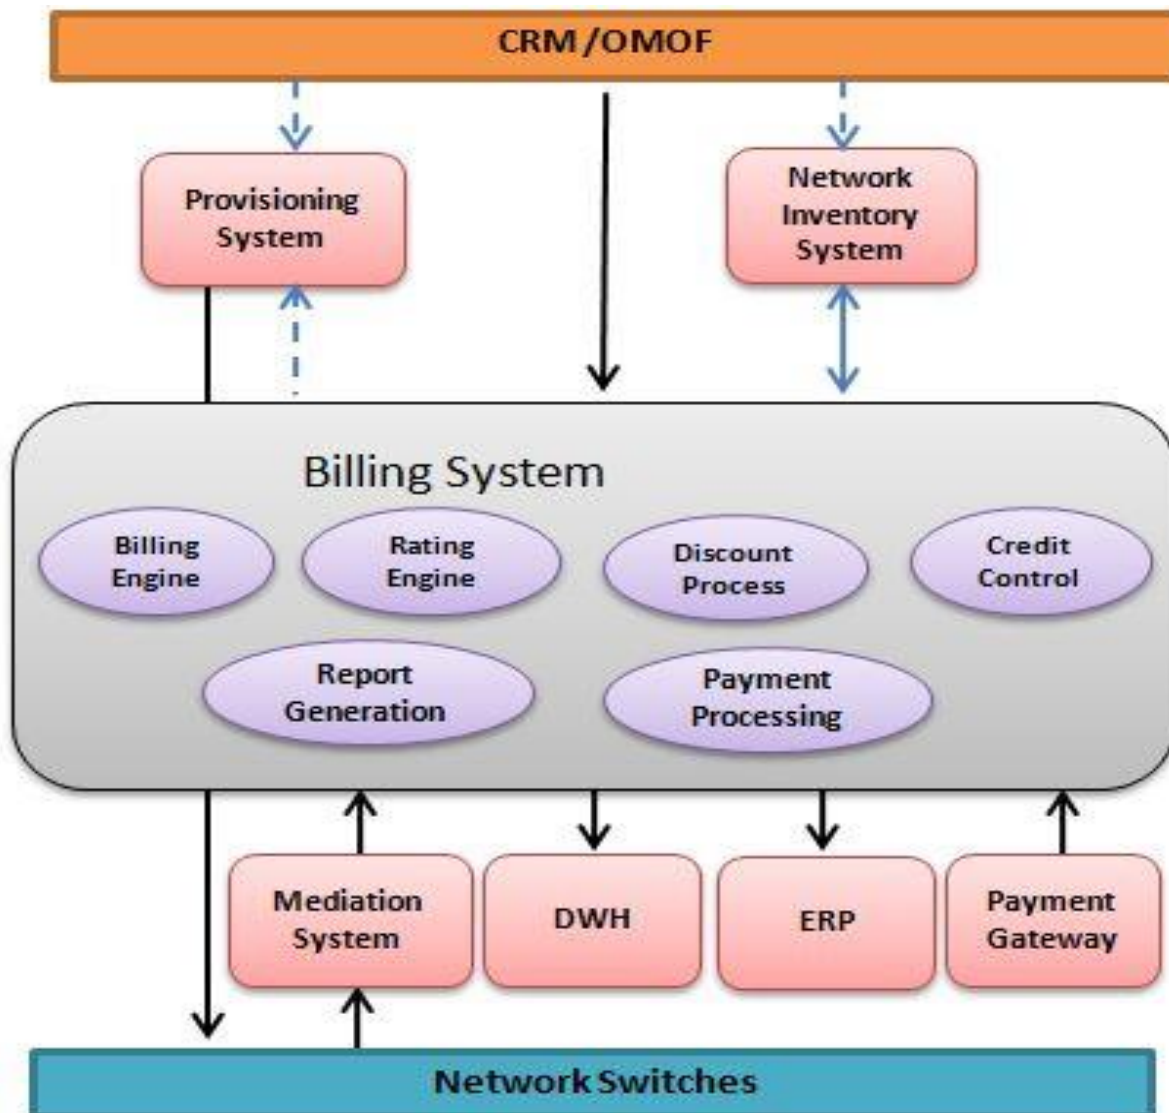 CRM/OMOF
Provisioning
System
Network
Inventory
System
Billing System
Billing
Engine
Rating
Engine
Discount
Process
Credit
Control
Report
Generation
Payment
Processing
Mediation
System
DWH
ERP
Payment
Gateway
Network Switches